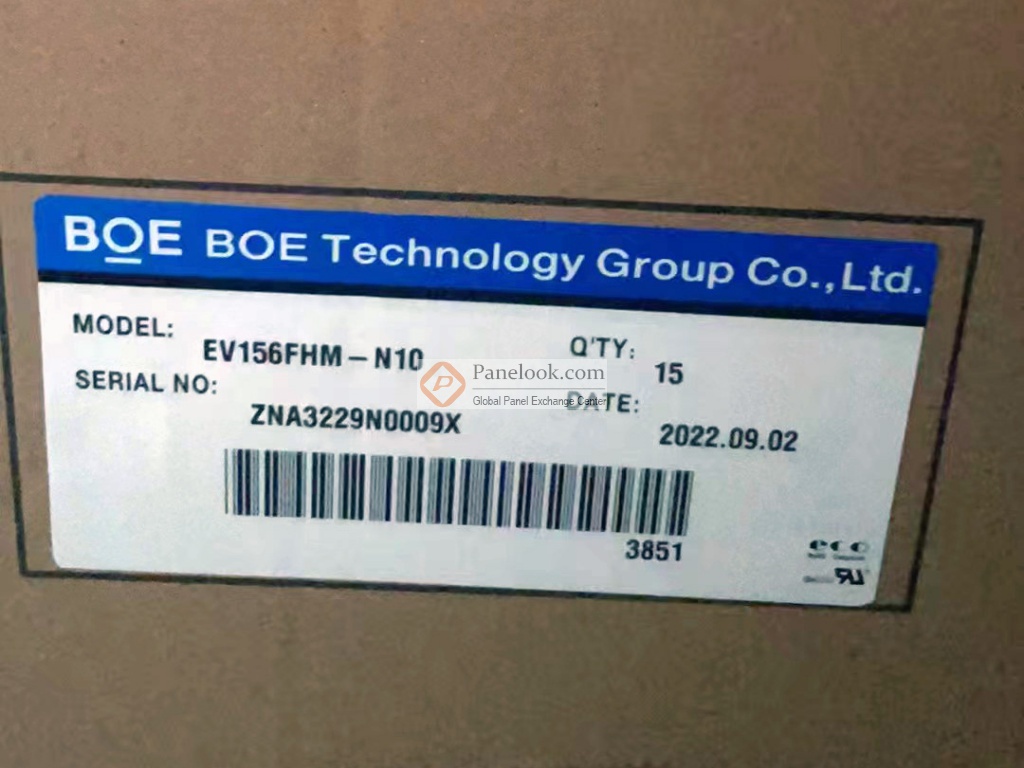 BOE BOE Technology Group Co.,Ltd.
MODEL: EV156FHM-N10
Q'TY: 15
SERIAL NO: ZNA3229N0009X
DATE: 2022.09.02
Panelook.com
Global Panel Exchange Center
3851
eco